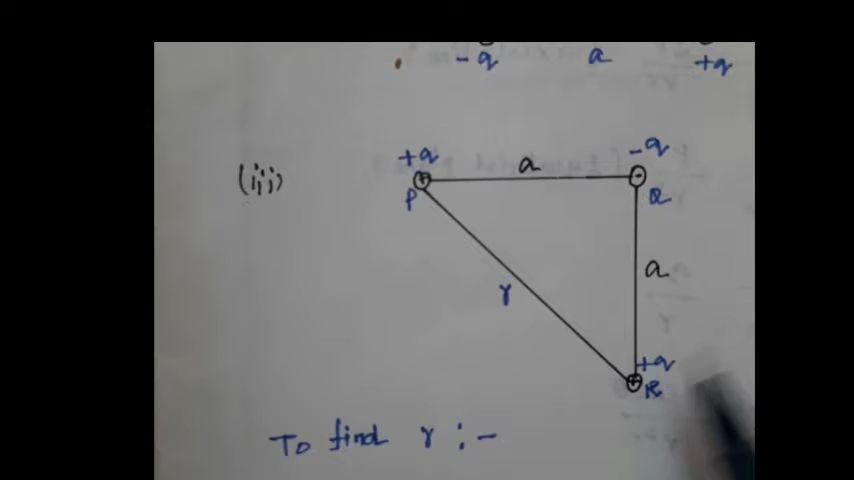 -q a +q
(iii)
+q a -q
P Q
a
r
+q
R
To find r :-